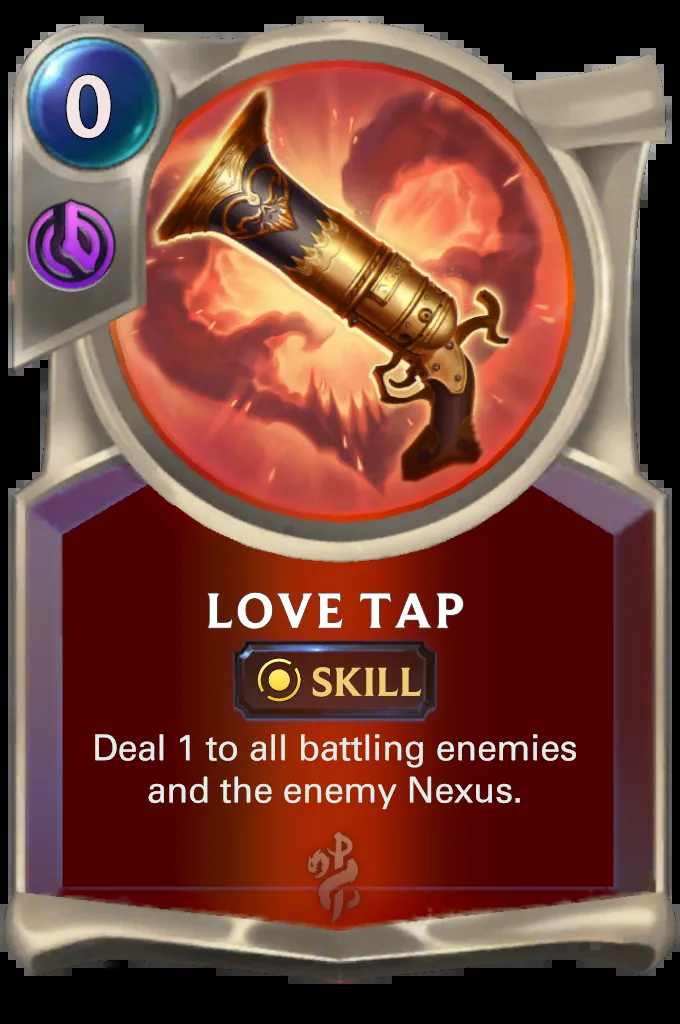 0
LOVE TAP
SKILL
Deal 1 to all battling enemies
and the enemy Nexus.